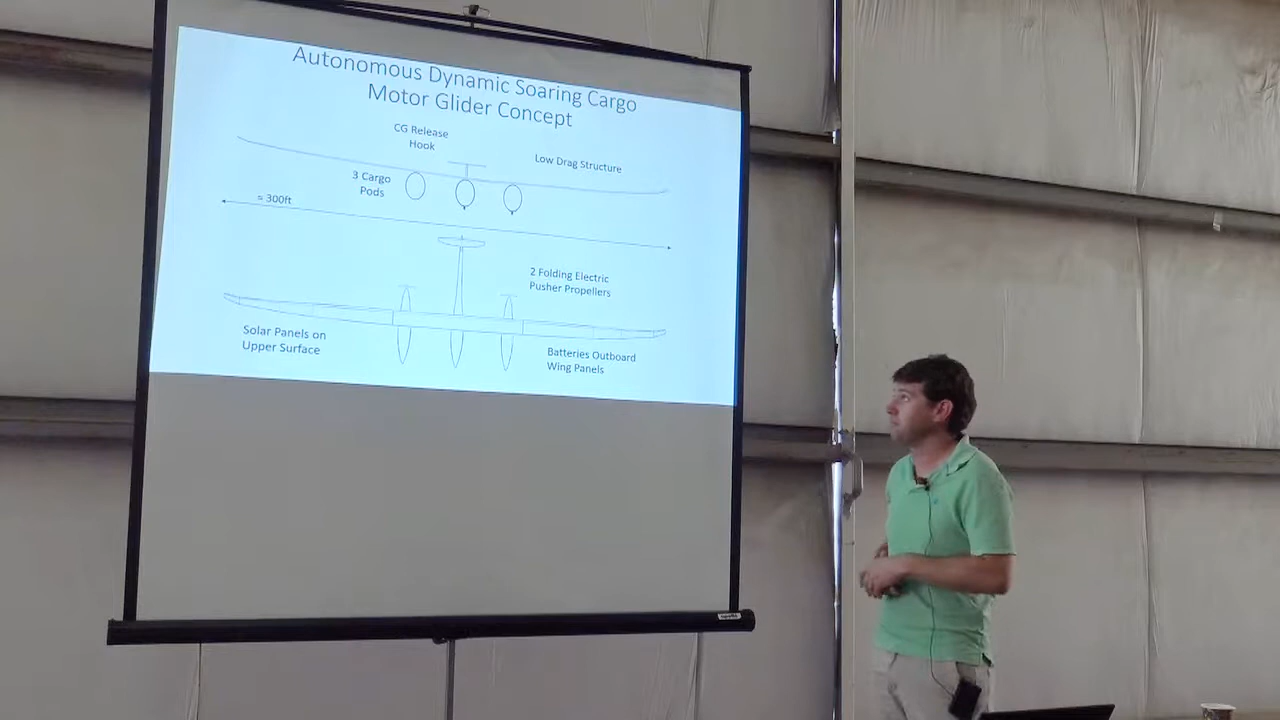 Autonomous Dynamic Soaring Cargo
Motor Glider Concept
CG Release
Hook
Low Drag Structure
3 Cargo
Pods
≈ 300ft
2 Folding Electric
Pusher Propellers
Solar Panels on
Upper Surface
Batteries Outboard
Wing Panels